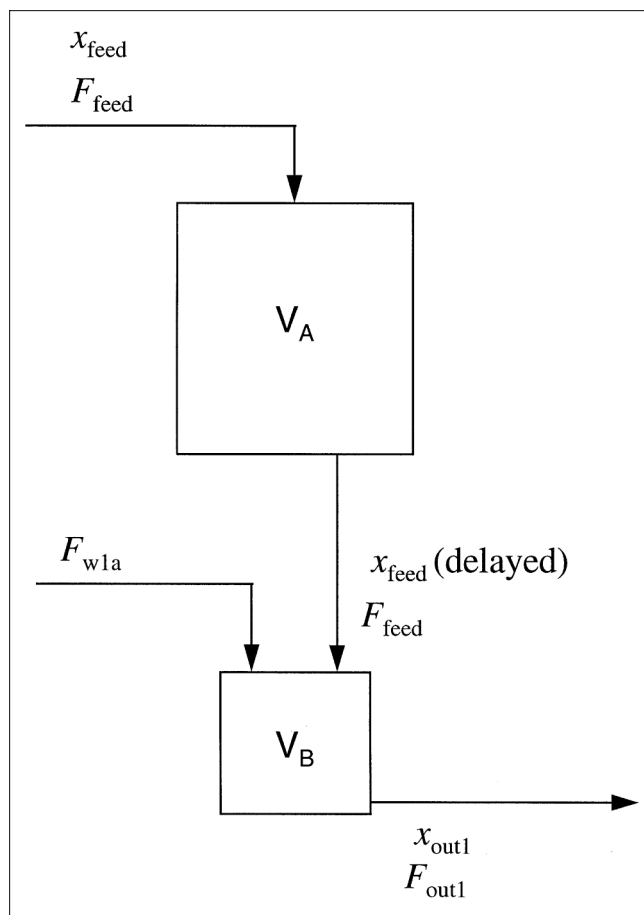 x_feed
F_feed
V_A
F_w1a
x_feed (delayed)
F_feed
V_B
x_out1
F_out1